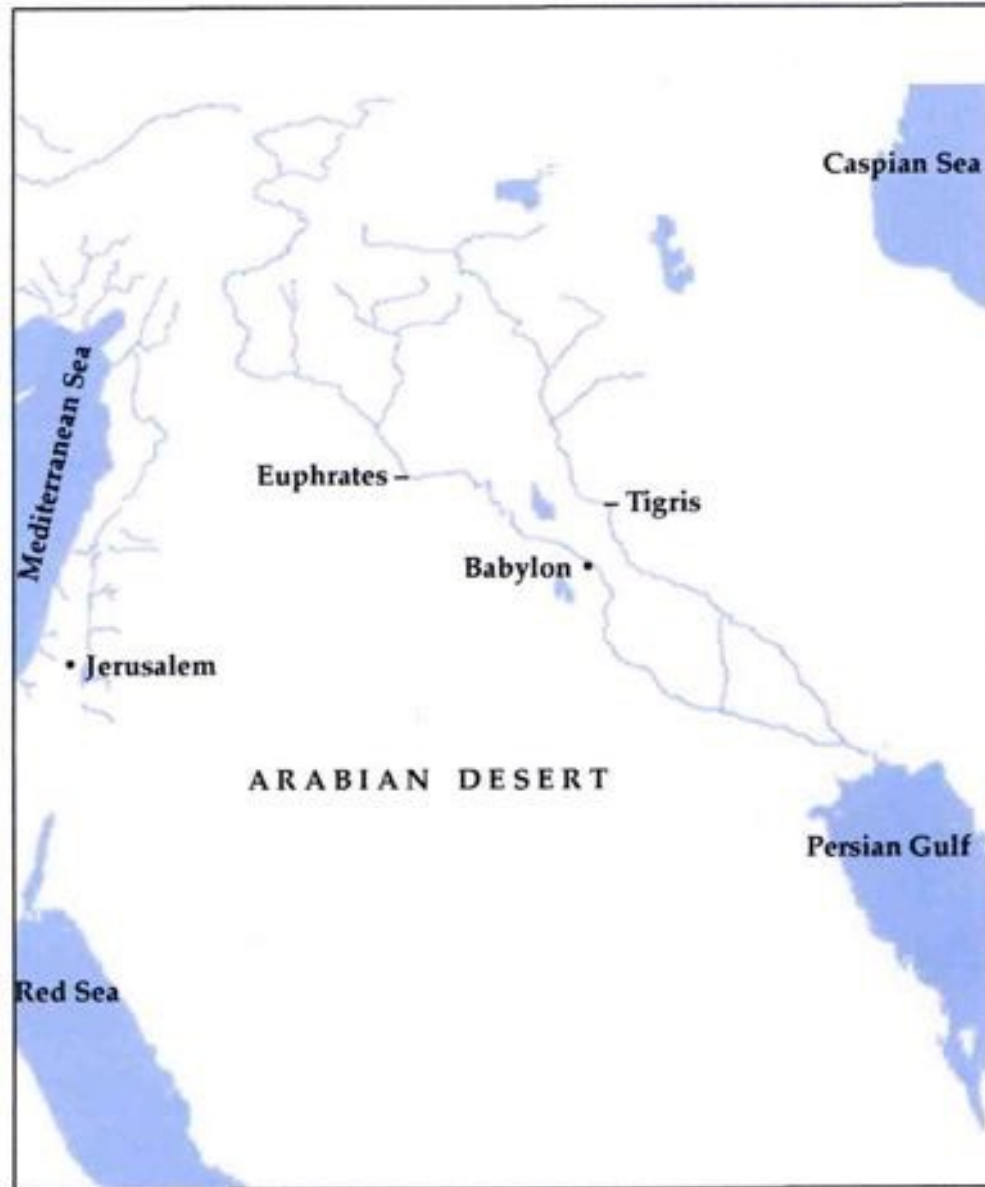 Caspian Sea
Mediterranean Sea
Euphrates –
– Tigris
Babylon •
• Jerusalem
ARABIAN DESERT
Persian Gulf
Red Sea